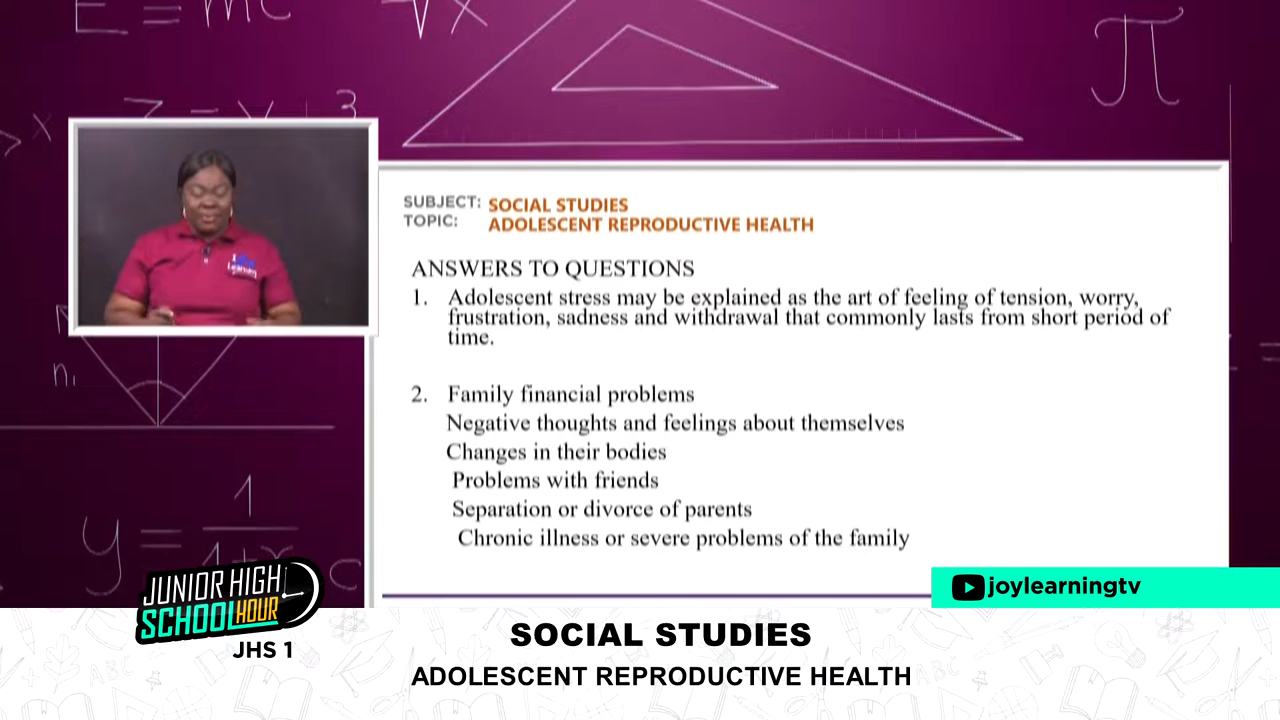 E = mc
√x
π
> x
7 = y + 3
SUBJECT: SOCIAL STUDIES
TOPIC: ADOLESCENT REPRODUCTIVE HEALTH
ANSWERS TO QUESTIONS
1. Adolescent stress may be explained as the art of feeling of tension, worry,
frustration, sadness and withdrawal that commonly lasts from short period of
time.
2. Family financial problems
Negative thoughts and feelings about themselves
Changes in their bodies
Problems with friends
Separation or divorce of parents
Chronic illness or severe problems of the family
y = 1
joylearningtv
JUNIOR HIGH
SCHOOL HOUR
JHS 1
SOCIAL STUDIES
ADOLESCENT REPRODUCTIVE HEALTH